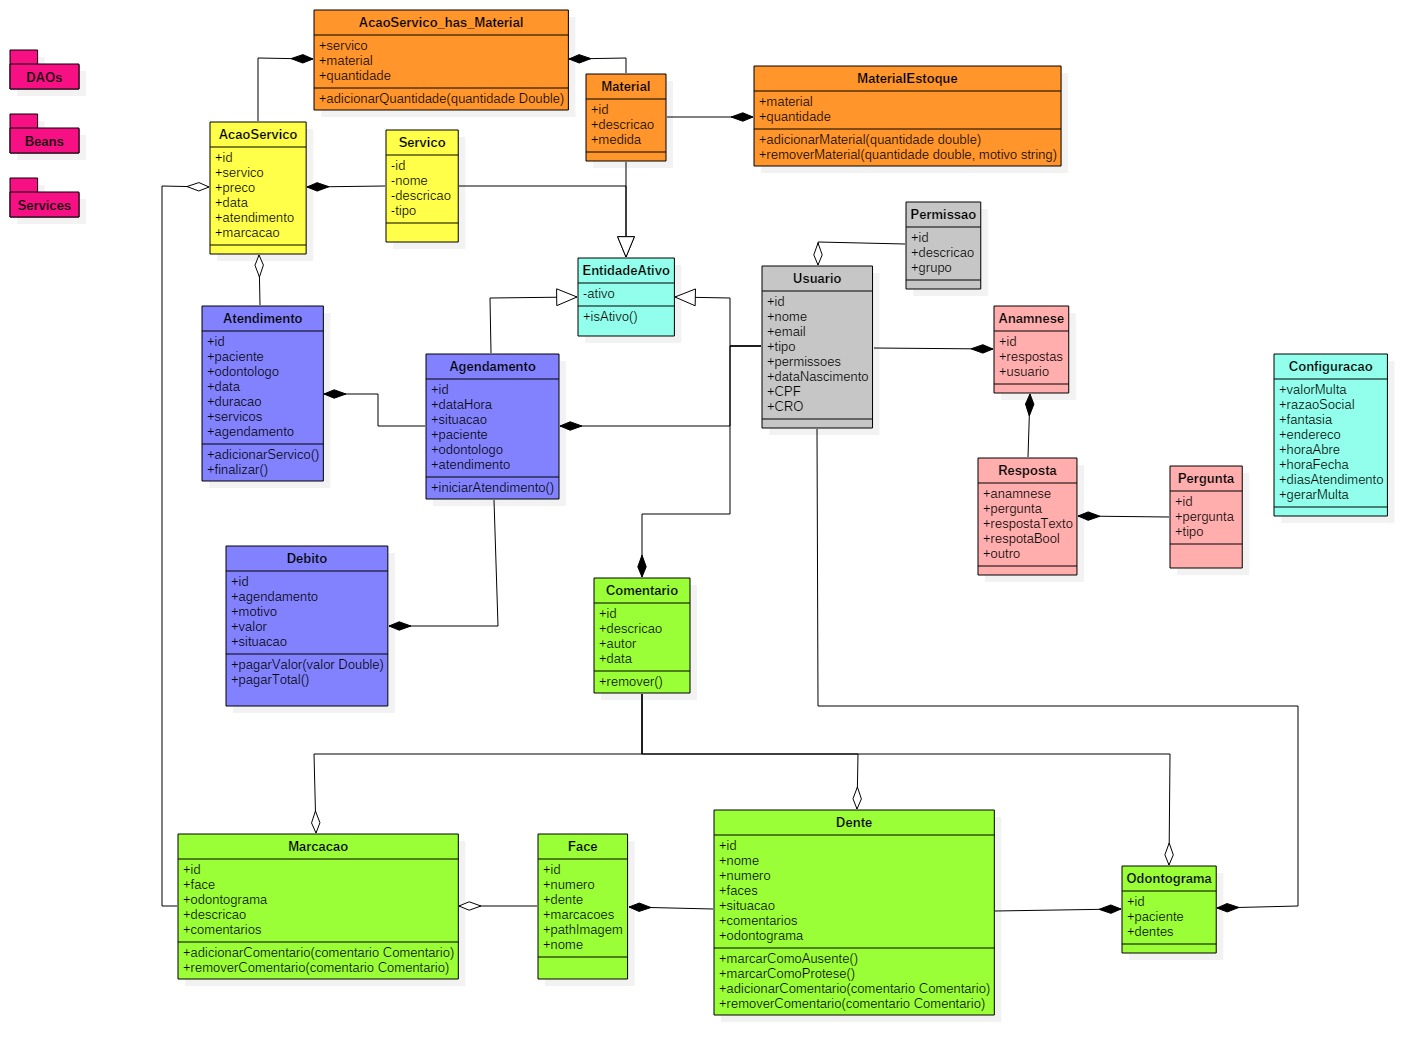 DAOs
Beans
Services
AcaoServico_has_Material
+servico
+material
+quantidade
+adicionarQuantidade(quantidade Double)
Material
+id
+descricao
+medida
MaterialEstoque
+material
+quantidade
+adicionarMaterial(quantidade double)
+removerMaterial(quantidade double, motivo string)
AcaoServico
+id
+servico
+preco
+data
+atendimento
+marcacao
Servico
-id
-nome
-descricao
-tipo
EntidadeAtivo
-ativo
+isAtivo()
Permissao
+id
+descricao
+grupo
Usuario
+id
+nome
+email
+tipo
+permissoes
+dataNascimento
+CPF
+CRO
Anamnese
+id
+respostas
+usuario
Configuracao
+valorMulta
+razaoSocial
+fantasia
+endereco
+horaAbre
+horaFecha
+diasAtendimento
+gerarMulta
Atendimento
+id
+paciente
+odontologo
+data
+duracao
+servicos
+agendamento
+adicionarServico()
+finalizar()
Agendamento
+id
+dataHora
+situacao
+paciente
+odontologo
+atendimento
+iniciarAtendimento()
Resposta
+anamnese
+pergunta
+respostaTexto
+respotaBool
+outro
Pergunta
+id
+pergunta
+tipo
Debito
+id
+agendamento
+motivo
+valor
+situacao
+pagarValor(valor Double)
+pagarTotal()
Comentario
+id
+descricao
+autor
+data
+remover()
Marcacao
+id
+face
+odontograma
+descricao
+comentarios
+adicionarComentario(comentario Comentario)
+removerComentario(comentario Comentario)
Face
+id
+numero
+dente
+marcacoes
+pathImagem
+nome
Dente
+id
+nome
+numero
+faces
+situacao
+comentarios
+odontograma
+marcarComoAusente()
+marcarComoProtese()
+adicionarComentario(comentario Comentario)
+removerComentario(comentario Comentario)
Odontograma
+id
+paciente
+dentes